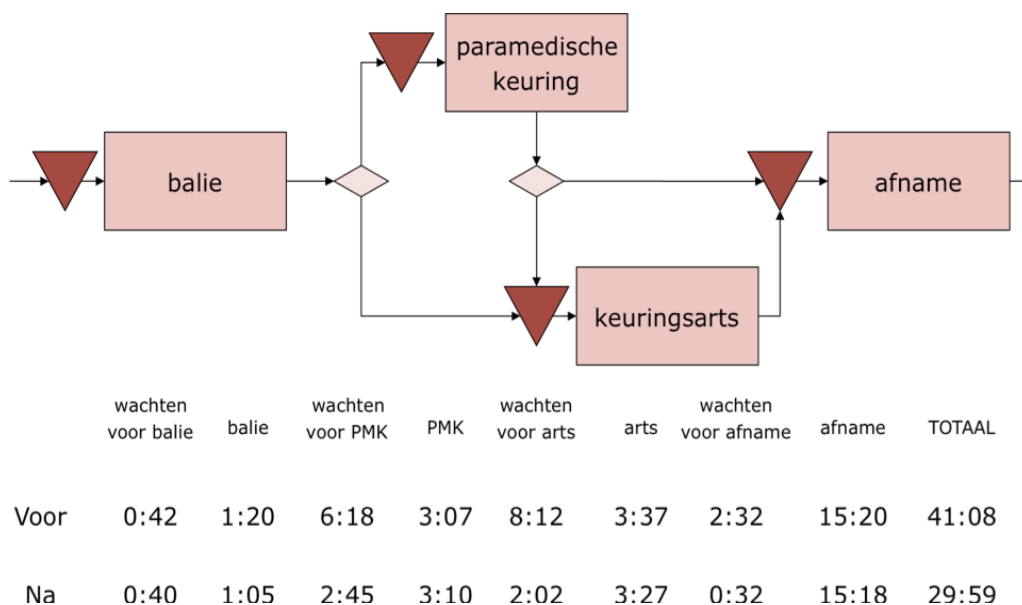 paramedische
keuring
balie
afname
keuringsarts
wachten
voor balie
balie
wachten
voor PMK
PMK
wachten
voor arts
arts
wachten
voor afname
afname
TOTAAL
Voor 0:42 1:20 6:18 3:07 8:12 3:37 2:32 15:20 41:08
Na 0:40 1:05 2:45 3:10 2:02 3:27 0:32 15:18 29:59